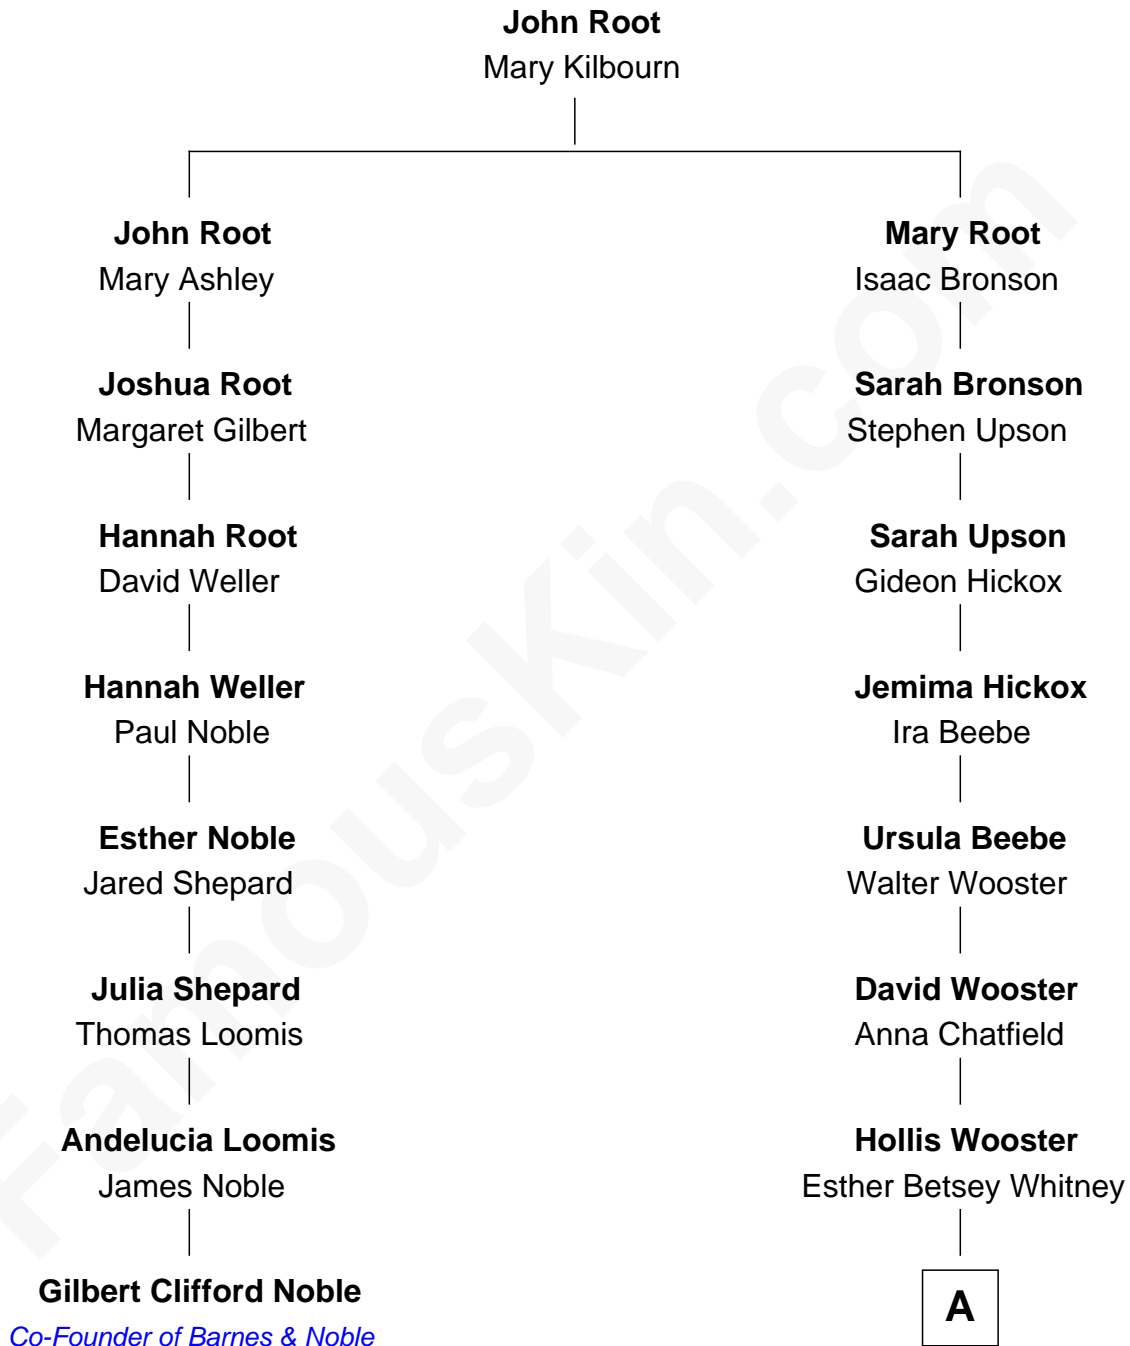 John Root
Mary Kilbourn
John Root
Mary Ashley
Mary Root
Isaac Bronson
Joshua Root
Margaret Gilbert
Sarah Bronson
Stephen Upson
Hannah Root
David Weller
Sarah Upson
Gideon Hickox
Hannah Weller
Paul Noble
Jemima Hickox
Ira Beebe
Esther Noble
Jared Shepard
Ursula Beebe
Walter Wooster
Julia Shepard
Thomas Loomis
David Wooster
Anna Chatfield
Andelucia Loomis
James Noble
Hollis Wooster
Esther Betsey Whitney
Gilbert Clifford Noble
Co-Founder of Barnes & Noble
A
FamousKin.com